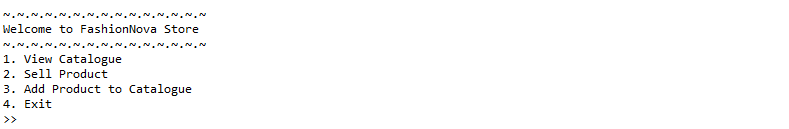 ~.~.~.~.~.~.~.~.~.~.~.~.~.~.~
Welcome to FashionNova Store
~.~.~.~.~.~.~.~.~.~.~.~.~.~.~
1. View Catalogue
2. Sell Product
3. Add Product to Catalogue
4. Exit
>>